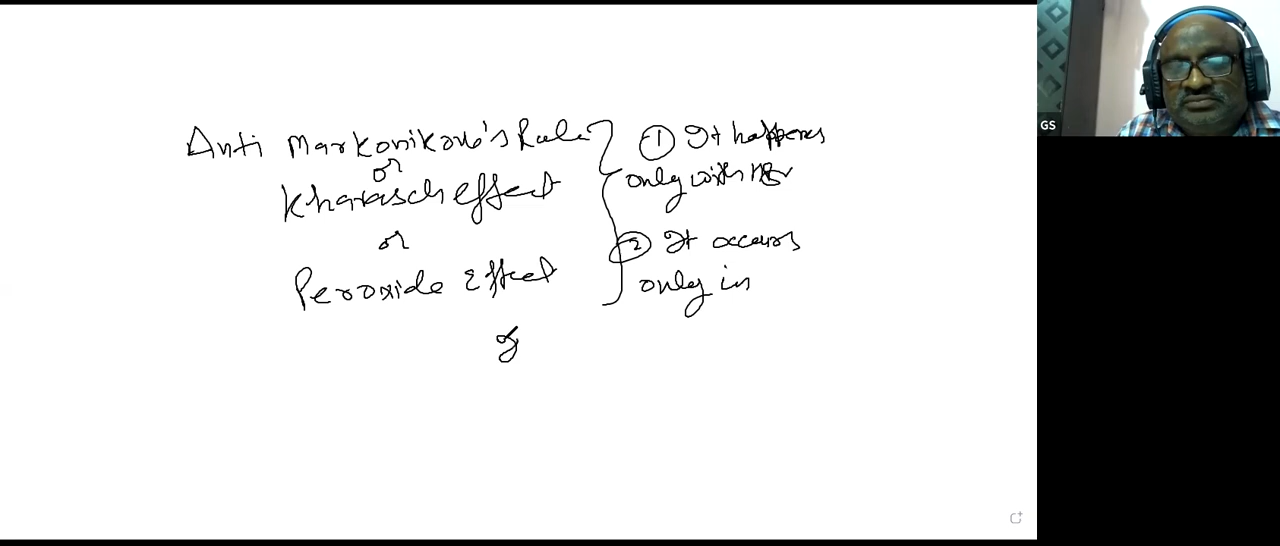 Anti Markonikov's Rule
or
Kharasch effect
or
Peroxide Effect
① It happens
only with HBr
② It occurs
only in
GS